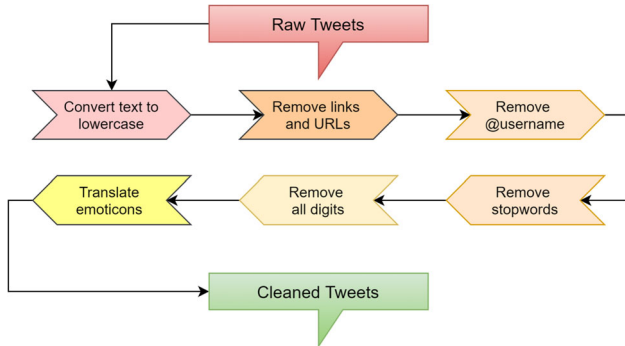 Raw Tweets
Convert text to
lowercase
Remove links
and URLs
Remove
@username
Remove
stopwords
Remove
all digits
Translate
emoticons
Cleaned Tweets